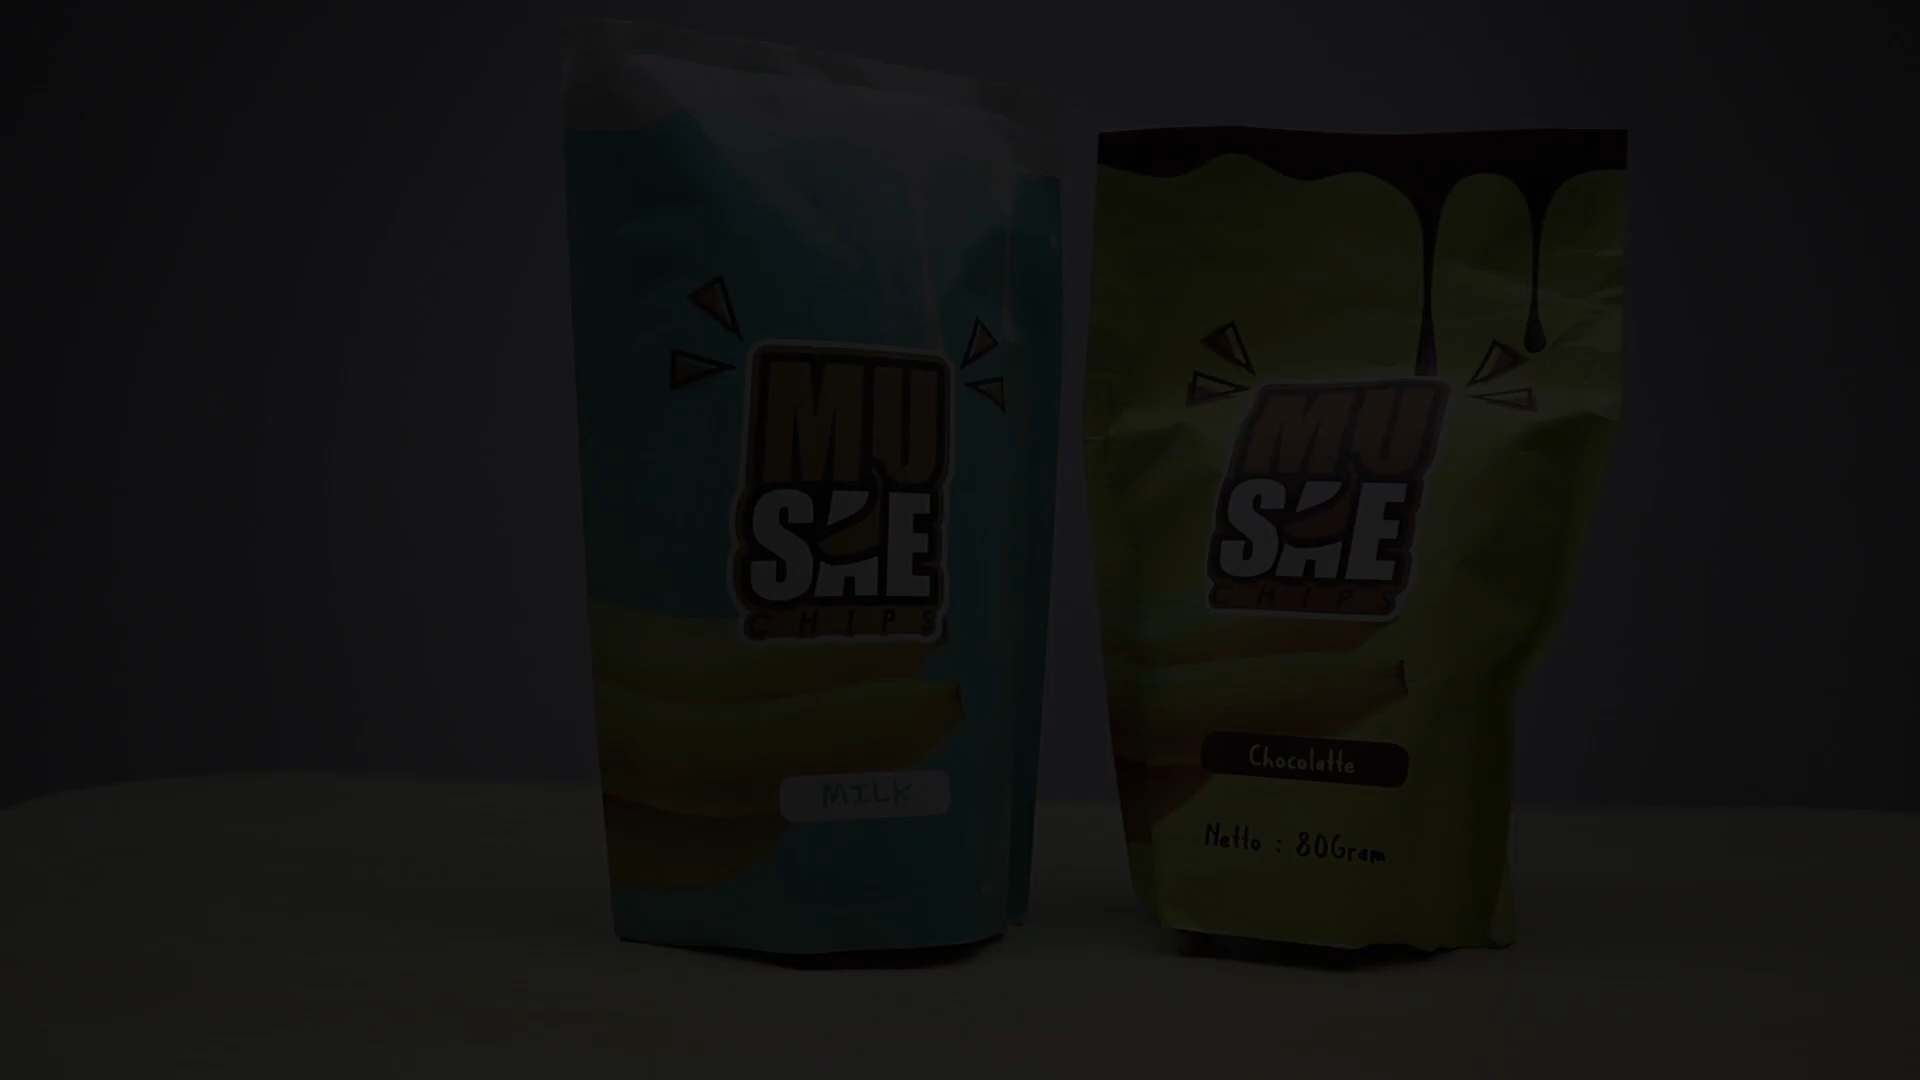 MU
SAE
CHIPS
MILK
MU
SAE
CHIPS
Chocolatte
Netto : 80Gram